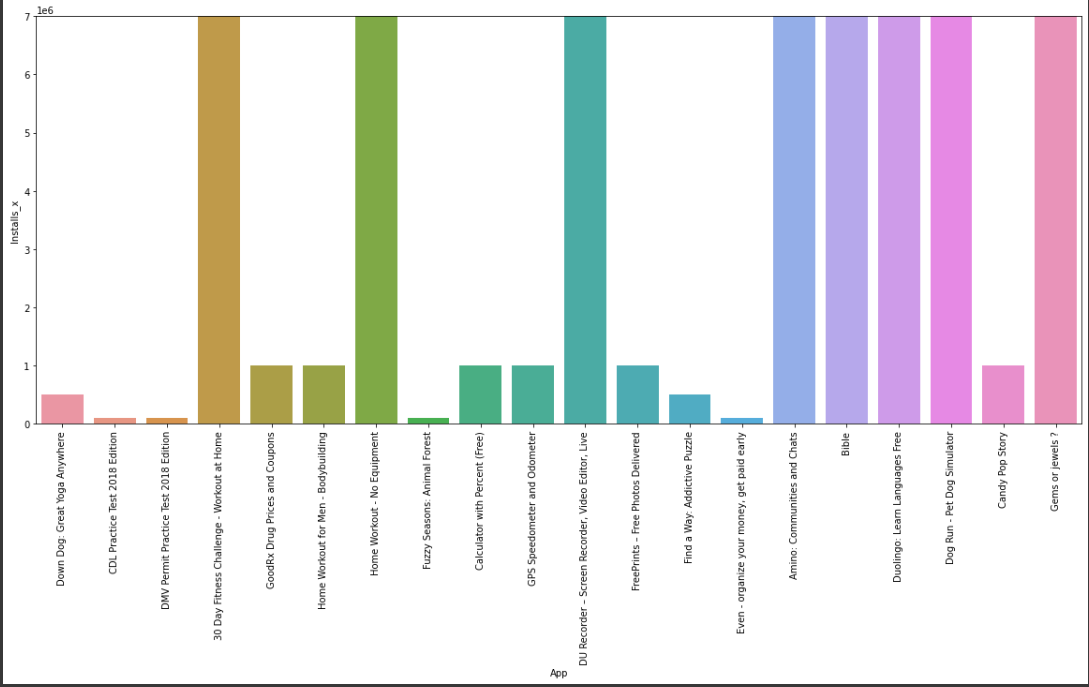 1e6
7
6
5
4
3
2
1
0
Installs_x
Down Dog: Great Yoga Anywhere
CDL Practice Test 2018 Edition
DMV Permit Practice Test 2018 Edition
30 Day Fitness Challenge - Workout at Home
GoodRx Drug Prices and Coupons
Home Workout for Men - Bodybuilding
Home Workout - No Equipment
Fuzzy Seasons: Animal Forest
Calculator with Percent (Free)
GPS Speedometer and Odometer
DU Recorder – Screen Recorder, Video Editor, Live
FreePrints – Free Photos Delivered
Find a Way: Addictive Puzzle
Even - organize your money, get paid early
Amino: Communities and Chats
Bible
Duolingo: Learn Languages Free
Dog Run - Pet Dog Simulator
Candy Pop Story
Gems or jewels ?
App